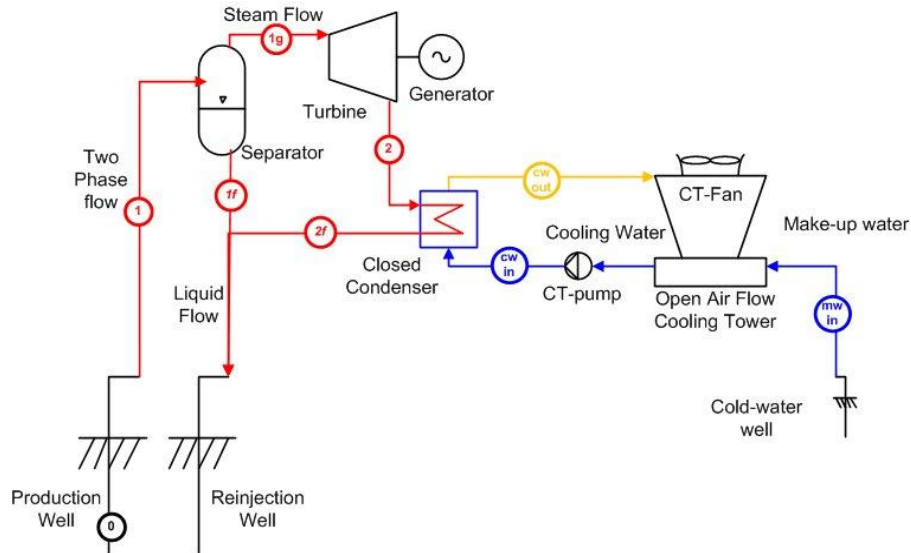 Steam Flow
1g
Turbine
Generator
Two
Phase
flow
1
Separator
1f
2
2f
cw
out
CT-Fan
Make-up water
Cooling Water
Closed
Condenser
cw
in
CT-pump
Open Air Flow
Cooling Tower
mw
in
Liquid
Flow
Cold-water
well
Production
Well
0
Reinjection
Well